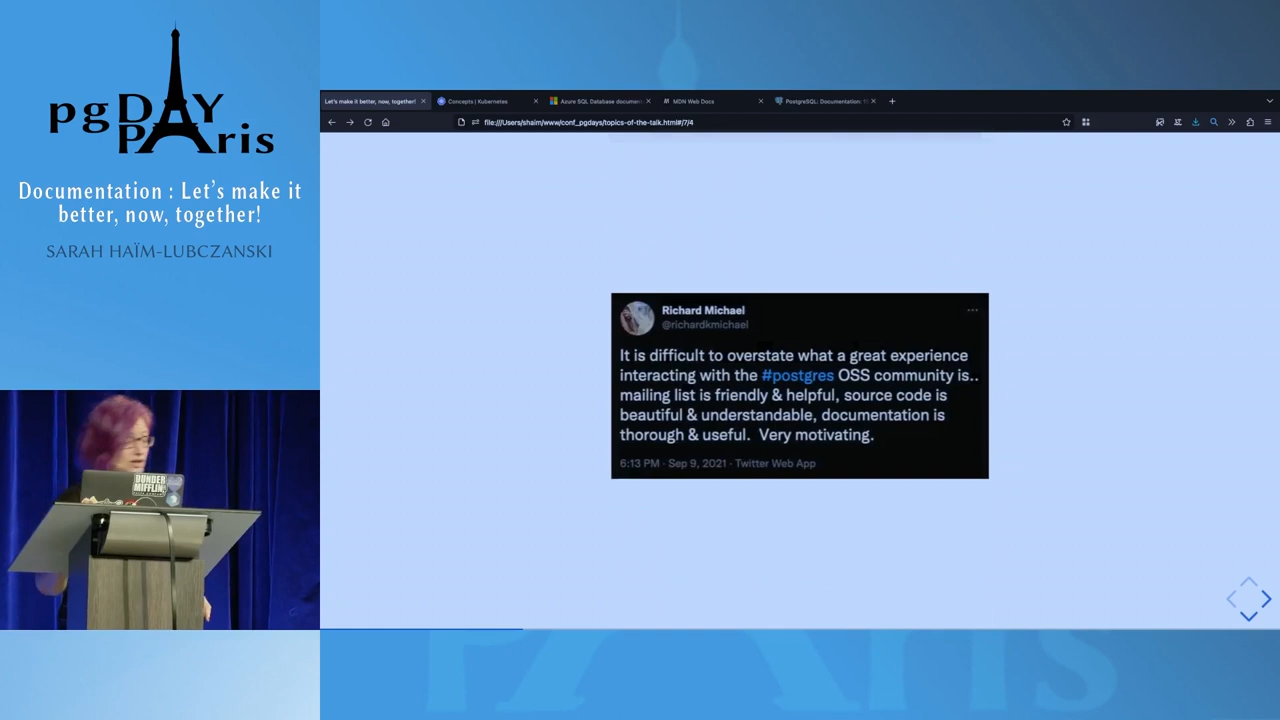 pgDAY
PAris
Documentation : Let's make it
better, now, together!
SARAH HAÏM-LUBCZANSKI
Let's make it better, now, together!
Concepts | Kubernetes
Azure SQL Database documen
MDN Web Docs
PostgreSQL: Documentation: 1
file:///Users/shaim/www/conf_pgdays/topics-of-the-talk.html#/7/4
Richard Michael
@richardkmichael
It is difficult to overstate what a great experience
interacting with the #postgres OSS community is..
mailing list is friendly & helpful, source code is
beautiful & understandable, documentation is
thorough & useful.  Very motivating.
6:13 PM · Sep 9, 2021 · Twitter Web App
DUNDER
MIFFLIN
ris